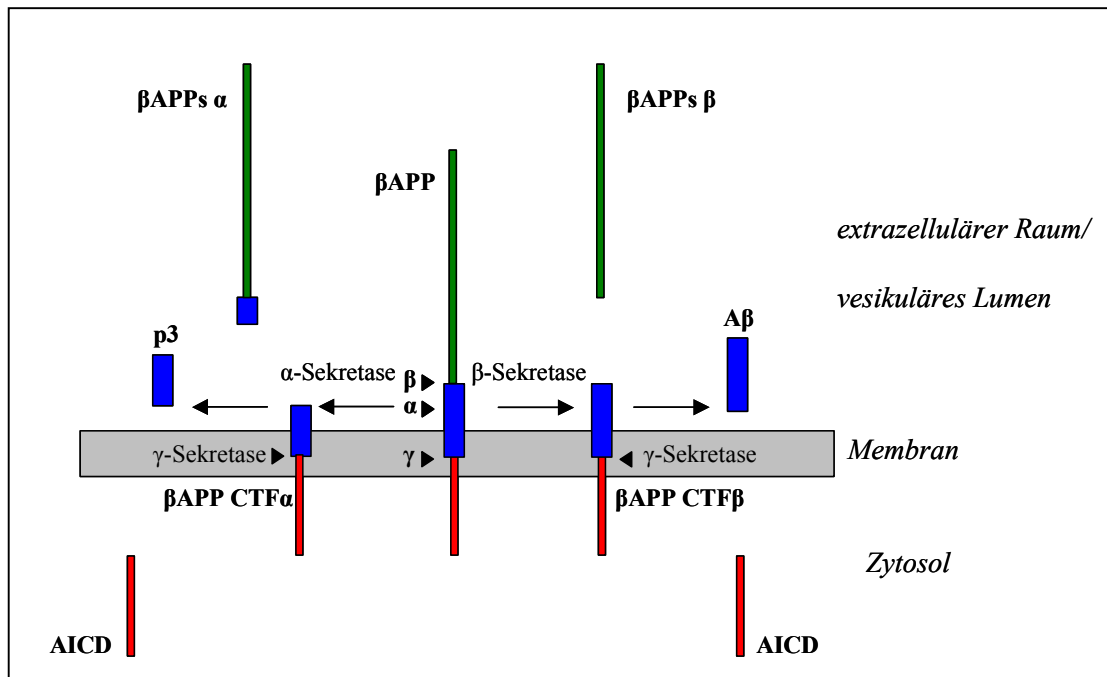 βAPPs α
βAPPs β
βAPP
extrazellulärer Raum/
vesikuläres Lumen
p3
Aβ
α-Sekretase
β
β-Sekretase
α
γ-Sekretase
γ
γ-Sekretase
Membran
βAPP CTFα
βAPP CTFβ
Zytosol
AICD
AICD